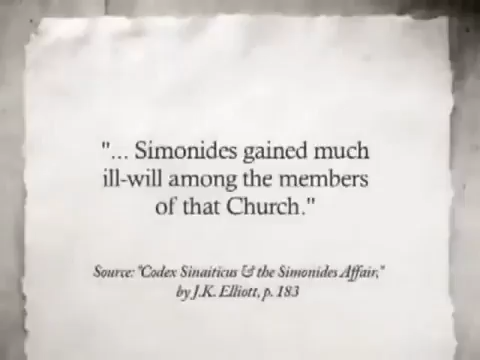 "... Simonides gained much
ill-will among the members
of that Church."
Source: "Codex Sinaiticus & the Simonides Affair,"
by J.K. Elliott, p. 183